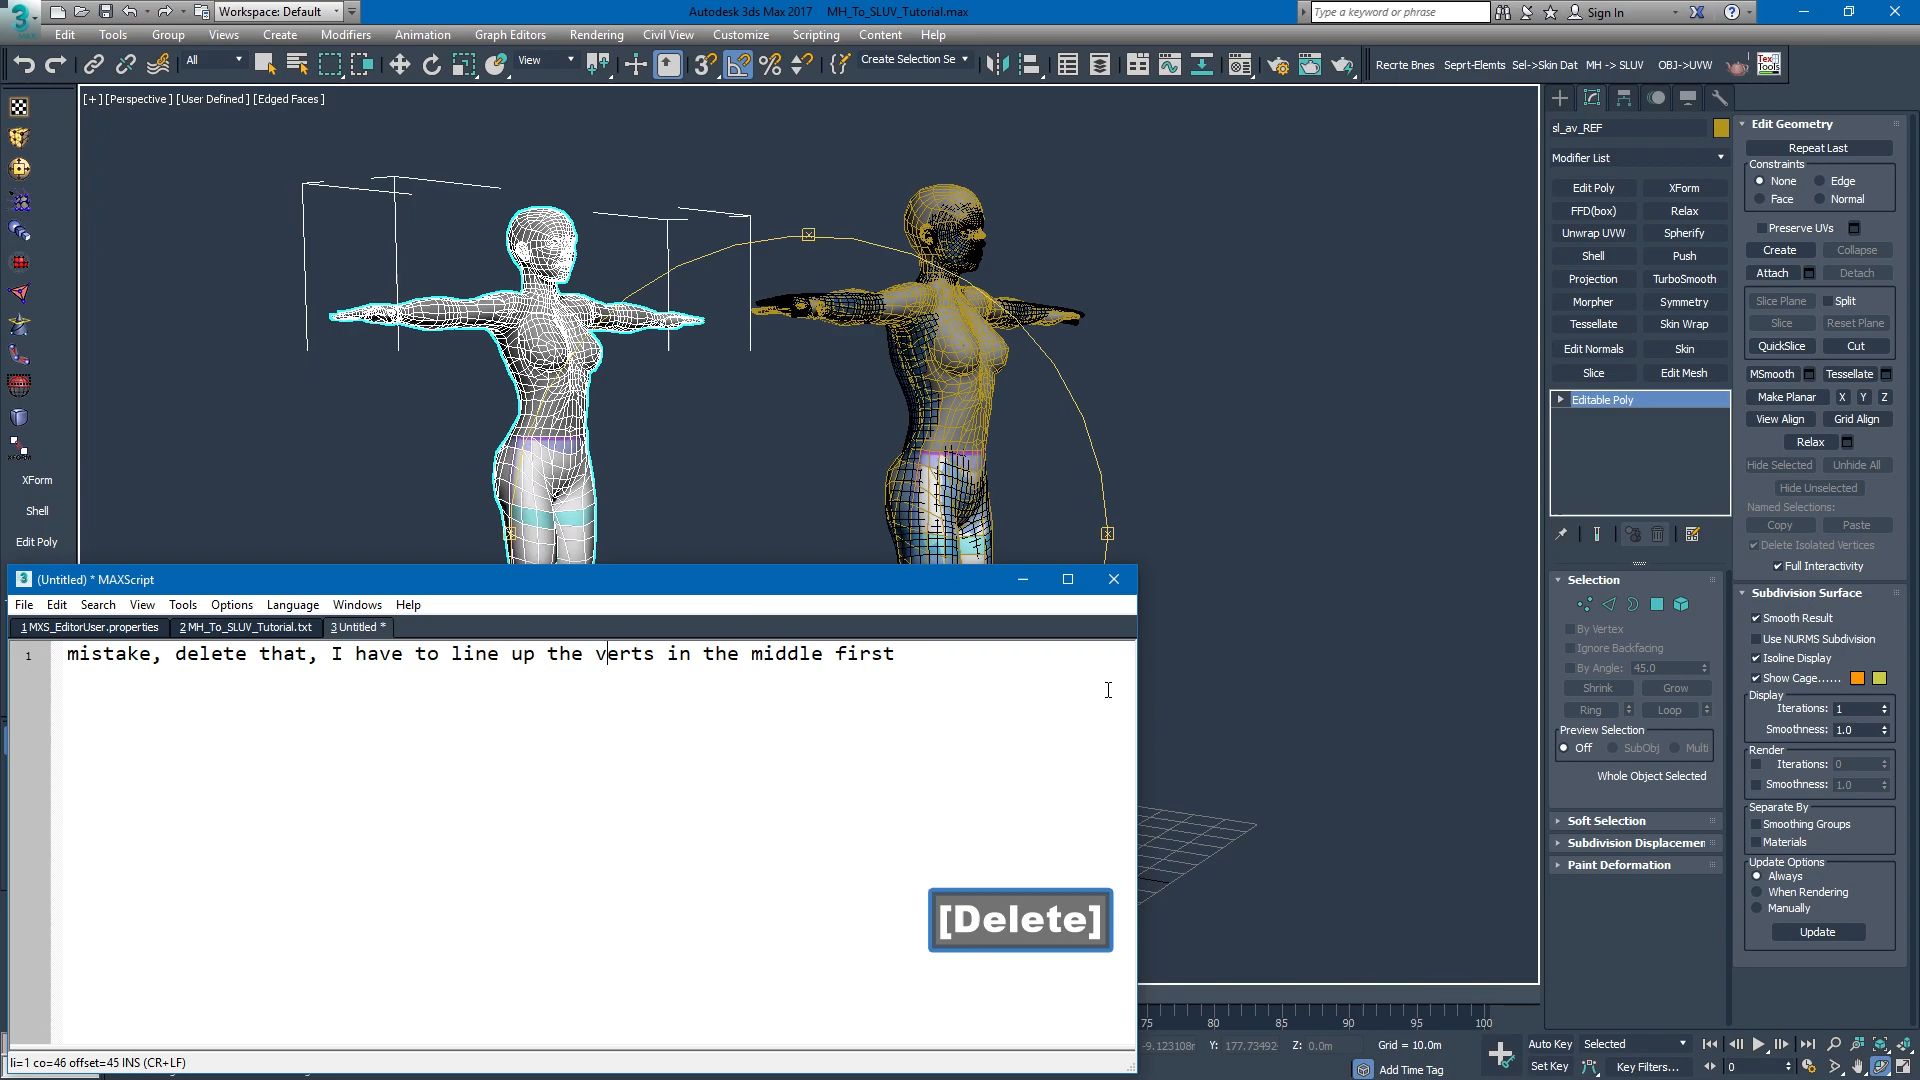 Workspace: Default
Autodesk 3ds Max 2017 MH_To_SLUV_Tutorial.max
Type a keyword or phrase
Sign In
Edit Tools Group Views Create Modifiers Animation Graph Editors Rendering Civil View Customize Scripting Content Help
All
View
Create Selection Se
Recrte Bnes Seprt-Elemts Sel->Skin Dat MH -> SLUV OBJ->UVW
[+] [Perspective] [User Defined] [Edged Faces]
XForm
Shell
Edit Poly
sl_av_REF
Modifier List
Edit Poly XForm
FFD(box) Relax
Unwrap UVW Spherify
Shell Push
Projection TurboSmooth
Morpher Symmetry
Tessellate Skin Wrap
Edit Normals Skin
Slice Edit Mesh
Editable Poly
Selection
By Vertex
Ignore Backfacing
By Angle: 45.0
Shrink Grow
Ring Loop
Preview Selection
Off SubObj Multi
Whole Object Selected
Soft Selection
Subdivision Displacemen
Paint Deformation
Edit Geometry
Repeat Last
Constraints
None Edge
Face Normal
Preserve UVs
Create Collapse
Attach Detach
Slice Plane Split
Slice Reset Plane
QuickSlice Cut
MSmooth Tessellate
Make Planar X Y Z
View Align Grid Align
Relax
Hide Selected Unhide All
Hide Unselected
Named Selections:
Copy Paste
Delete Isolated Vertices
Full Interactivity
Subdivision Surface
Smooth Result
Use NURMS Subdivision
Isoline Display
Show Cage......
Display
Iterations: 1
Smoothness: 1.0
Render
Iterations: 0
Smoothness: 1.0
Separate By
Smoothing Groups
Materials
Update Options
Always
When Rendering
Manually
Update
(Untitled) * MAXScript
File Edit Search View Tools Options Language Windows Help
1 MXS_EditorUser.properties 2 MH_To_SLUV_Tutorial.txt 3 Untitled *
1 mistake, delete that, I have to line up the verts in the middle first
[Delete]
li=1 co=46 offset=45 INS (CR+LF)
75 80 85 90 95 100
-9.123108m Y: 177.73492 Z: 0.0m Grid = 10.0m
Add Time Tag
Auto Key Selected
Set Key Key Filters...
0